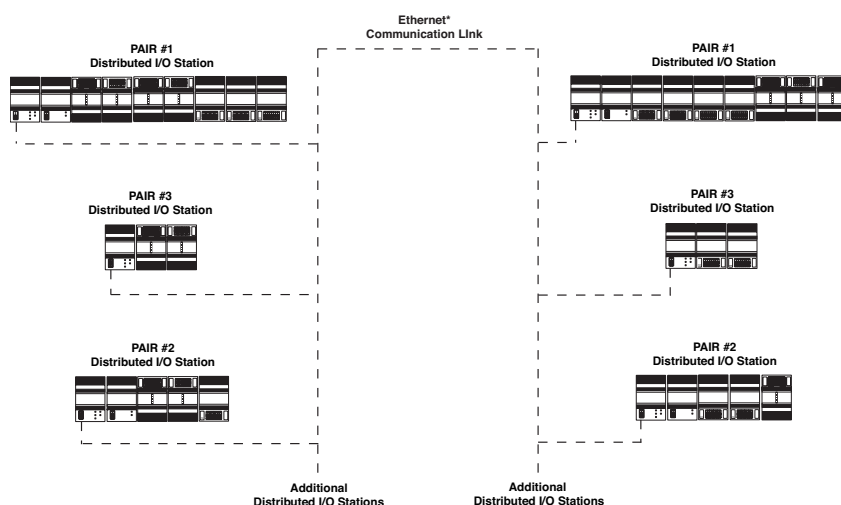 Ethernet*
Communication LInk
PAIR #1
Distributed I/O Station
PAIR #1
Distributed I/O Station
PAIR #3
Distributed I/O Station
PAIR #3
Distributed I/O Station
PAIR #2
Distributed I/O Station
PAIR #2
Distributed I/O Station
Additional
Distributed I/O Stations
Additional
Distributed I/O Stations